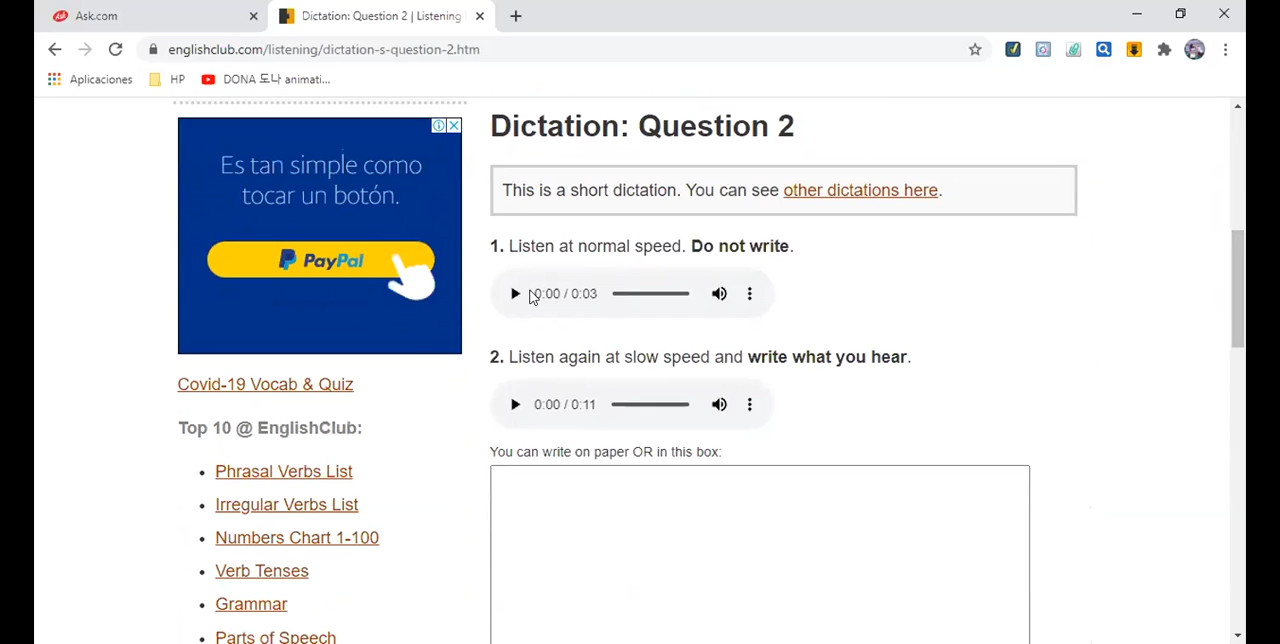 Ask.com
Dictation: Question 2 | Listening
englishclub.com/listening/dictation-s-question-2.htm
Aplicaciones
HP
DONA 도나 animati...
Es tan simple como
tocar un botón.
PayPal
Covid-19 Vocab & Quiz
Top 10 @ EnglishClub:
Phrasal Verbs List
Irregular Verbs List
Numbers Chart 1-100
Verb Tenses
Grammar
Parts of Speech
Dictation: Question 2
This is a short dictation. You can see other dictations here.
1. Listen at normal speed. Do not write.
0:00 / 0:03
2. Listen again at slow speed and write what you hear.
0:00 / 0:11
You can write on paper OR in this box: